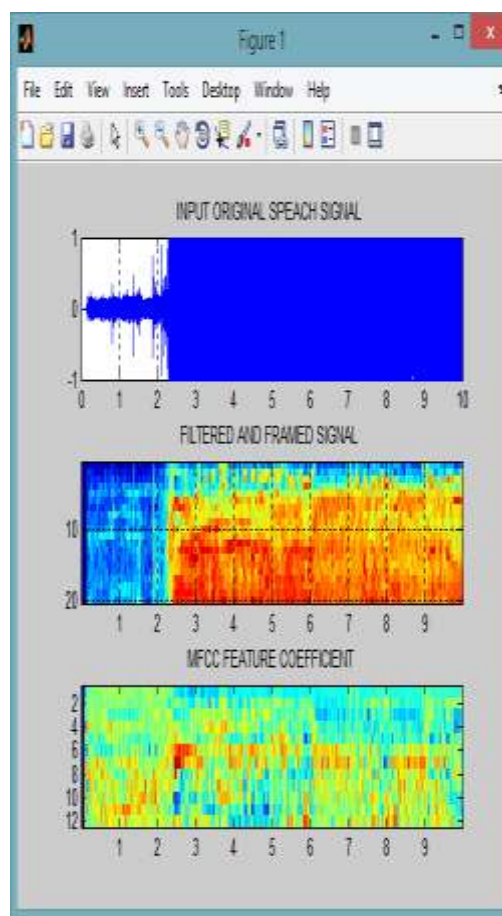 Figure 1
File Edit View Insert Tools Desktop Window Help
INPUT ORIGINAL SPEACH SIGNAL
1
0
-1
0 1 2 3 4 5 6 7 8 9 10
FILTERED AND FRAMED SIGNAL
10
20
1 2 3 4 5 6 7 8 9
MFCC FEATURE COEFFICIENT
2
4
6
8
10
12
1 2 3 4 5 6 7 8 9